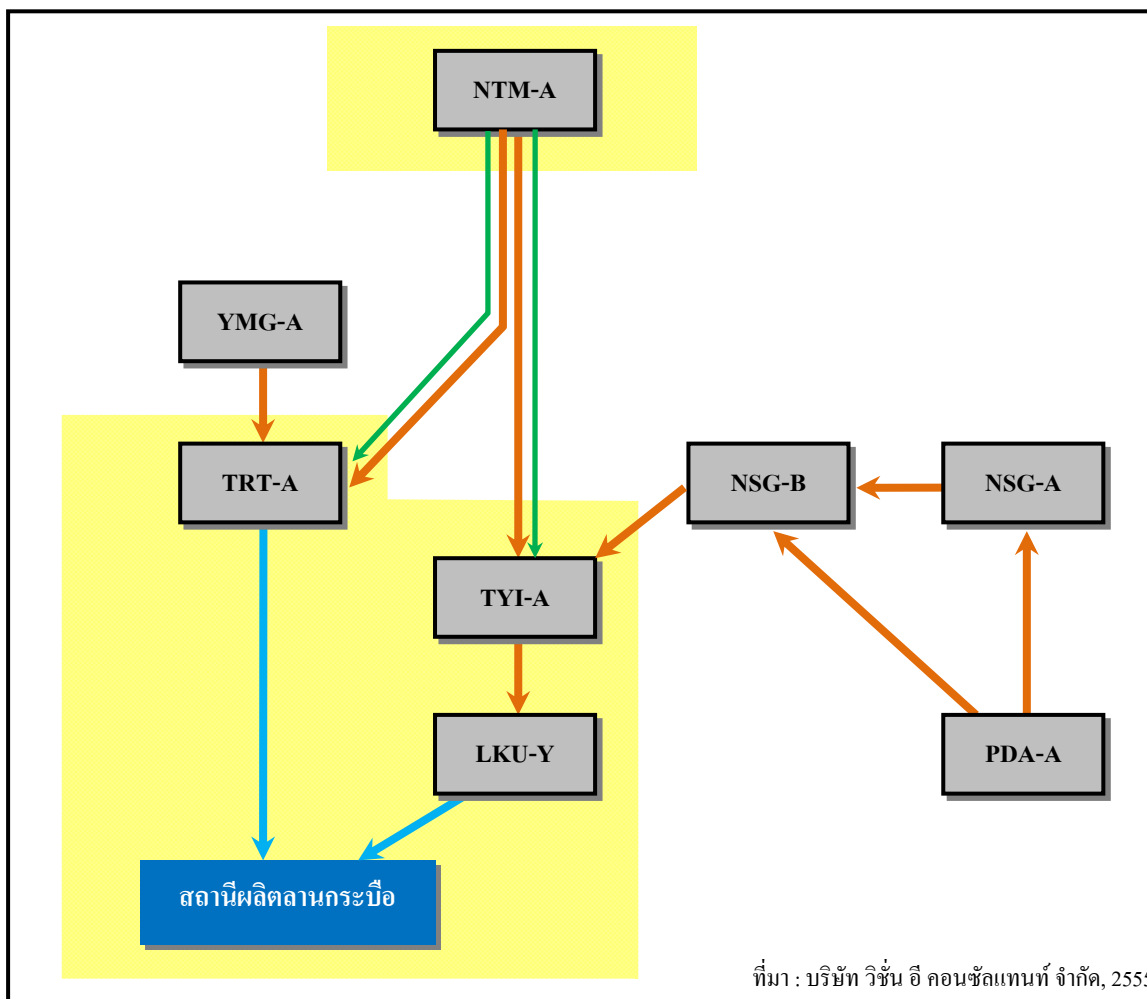 NTM-A
YMG-A
TRT-A
NSG-B
NSG-A
TYI-A
LKU-Y
PDA-A
สถานีผลิตลานกระบือ
ที่มา : บริษัท วิชั่น อี คอนซัลแทนท์ จำกัด, 2555